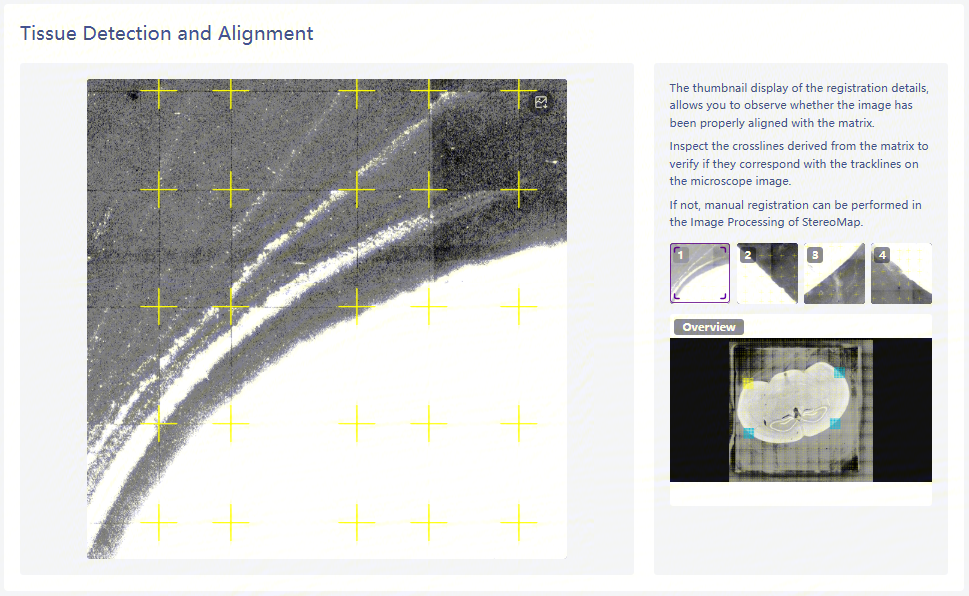 Tissue Detection and Alignment
The thumbnail display of the registration details,
allows you to observe whether the image has
been properly aligned with the matrix.
Inspect the crosslines derived from the matrix to
verify if they correspond with the tracklines on
the microscope image.
If not, manual registration can be performed in
the Image Processing of StereoMap.
1 2 3 4
Overview